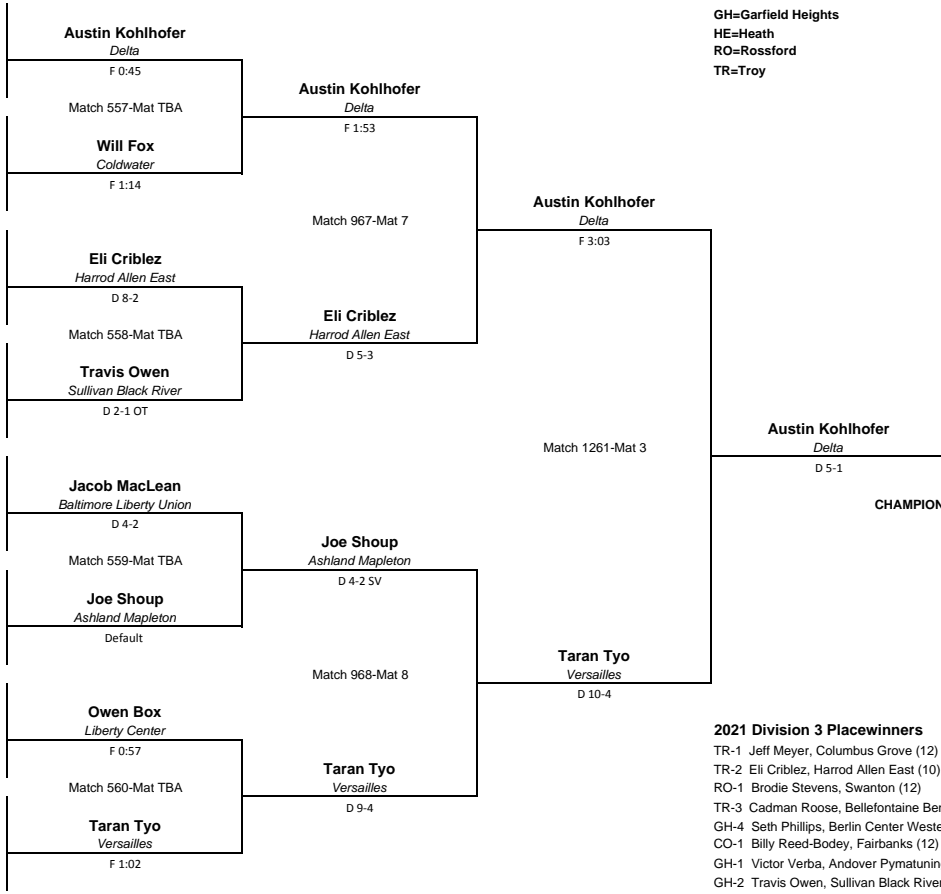 GH=Garfield Heights
HE=Heath
RO=Rossford
TR=Troy
Austin Kohlhofer
Delta
F 0:45
Match 557-Mat TBA
Will Fox
Coldwater
F 1:14
Eli Criblez
Harrod Allen East
D 8-2
Match 558-Mat TBA
Travis Owen
Sullivan Black River
D 2-1 OT
Jacob MacLean
Baltimore Liberty Union
D 4-2
Match 559-Mat TBA
Joe Shoup
Ashland Mapleton
Default
Owen Box
Liberty Center
F 0:57
Match 560-Mat TBA
Taran Tyo
Versailles
F 1:02
Austin Kohlhofer
Delta
F 1:53
Match 967-Mat 7
Eli Criblez
Harrod Allen East
D 5-3
Joe Shoup
Ashland Mapleton
D 4-2 SV
Match 968-Mat 8
Taran Tyo
Versailles
D 9-4
Austin Kohlhofer
Delta
F 3:03
Match 1261-Mat 3
Taran Tyo
Versailles
D 10-4
Austin Kohlhofer
Delta
D 5-1
CHAMPION
2021 Division 3 Placewinners
TR-1 Jeff Meyer, Columbus Grove (12)
TR-2 Eli Criblez, Harrod Allen East (10)
RO-1 Brodie Stevens, Swanton (12)
TR-3 Cadman Roose, Bellefontaine Ben
GH-4 Seth Phillips, Berlin Center Weste
CO-1 Billy Reed-Bodey, Fairbanks (12)
GH-1 Victor Verba, Andover Pymatunin
GH-2 Travis Owen, Sullivan Black River